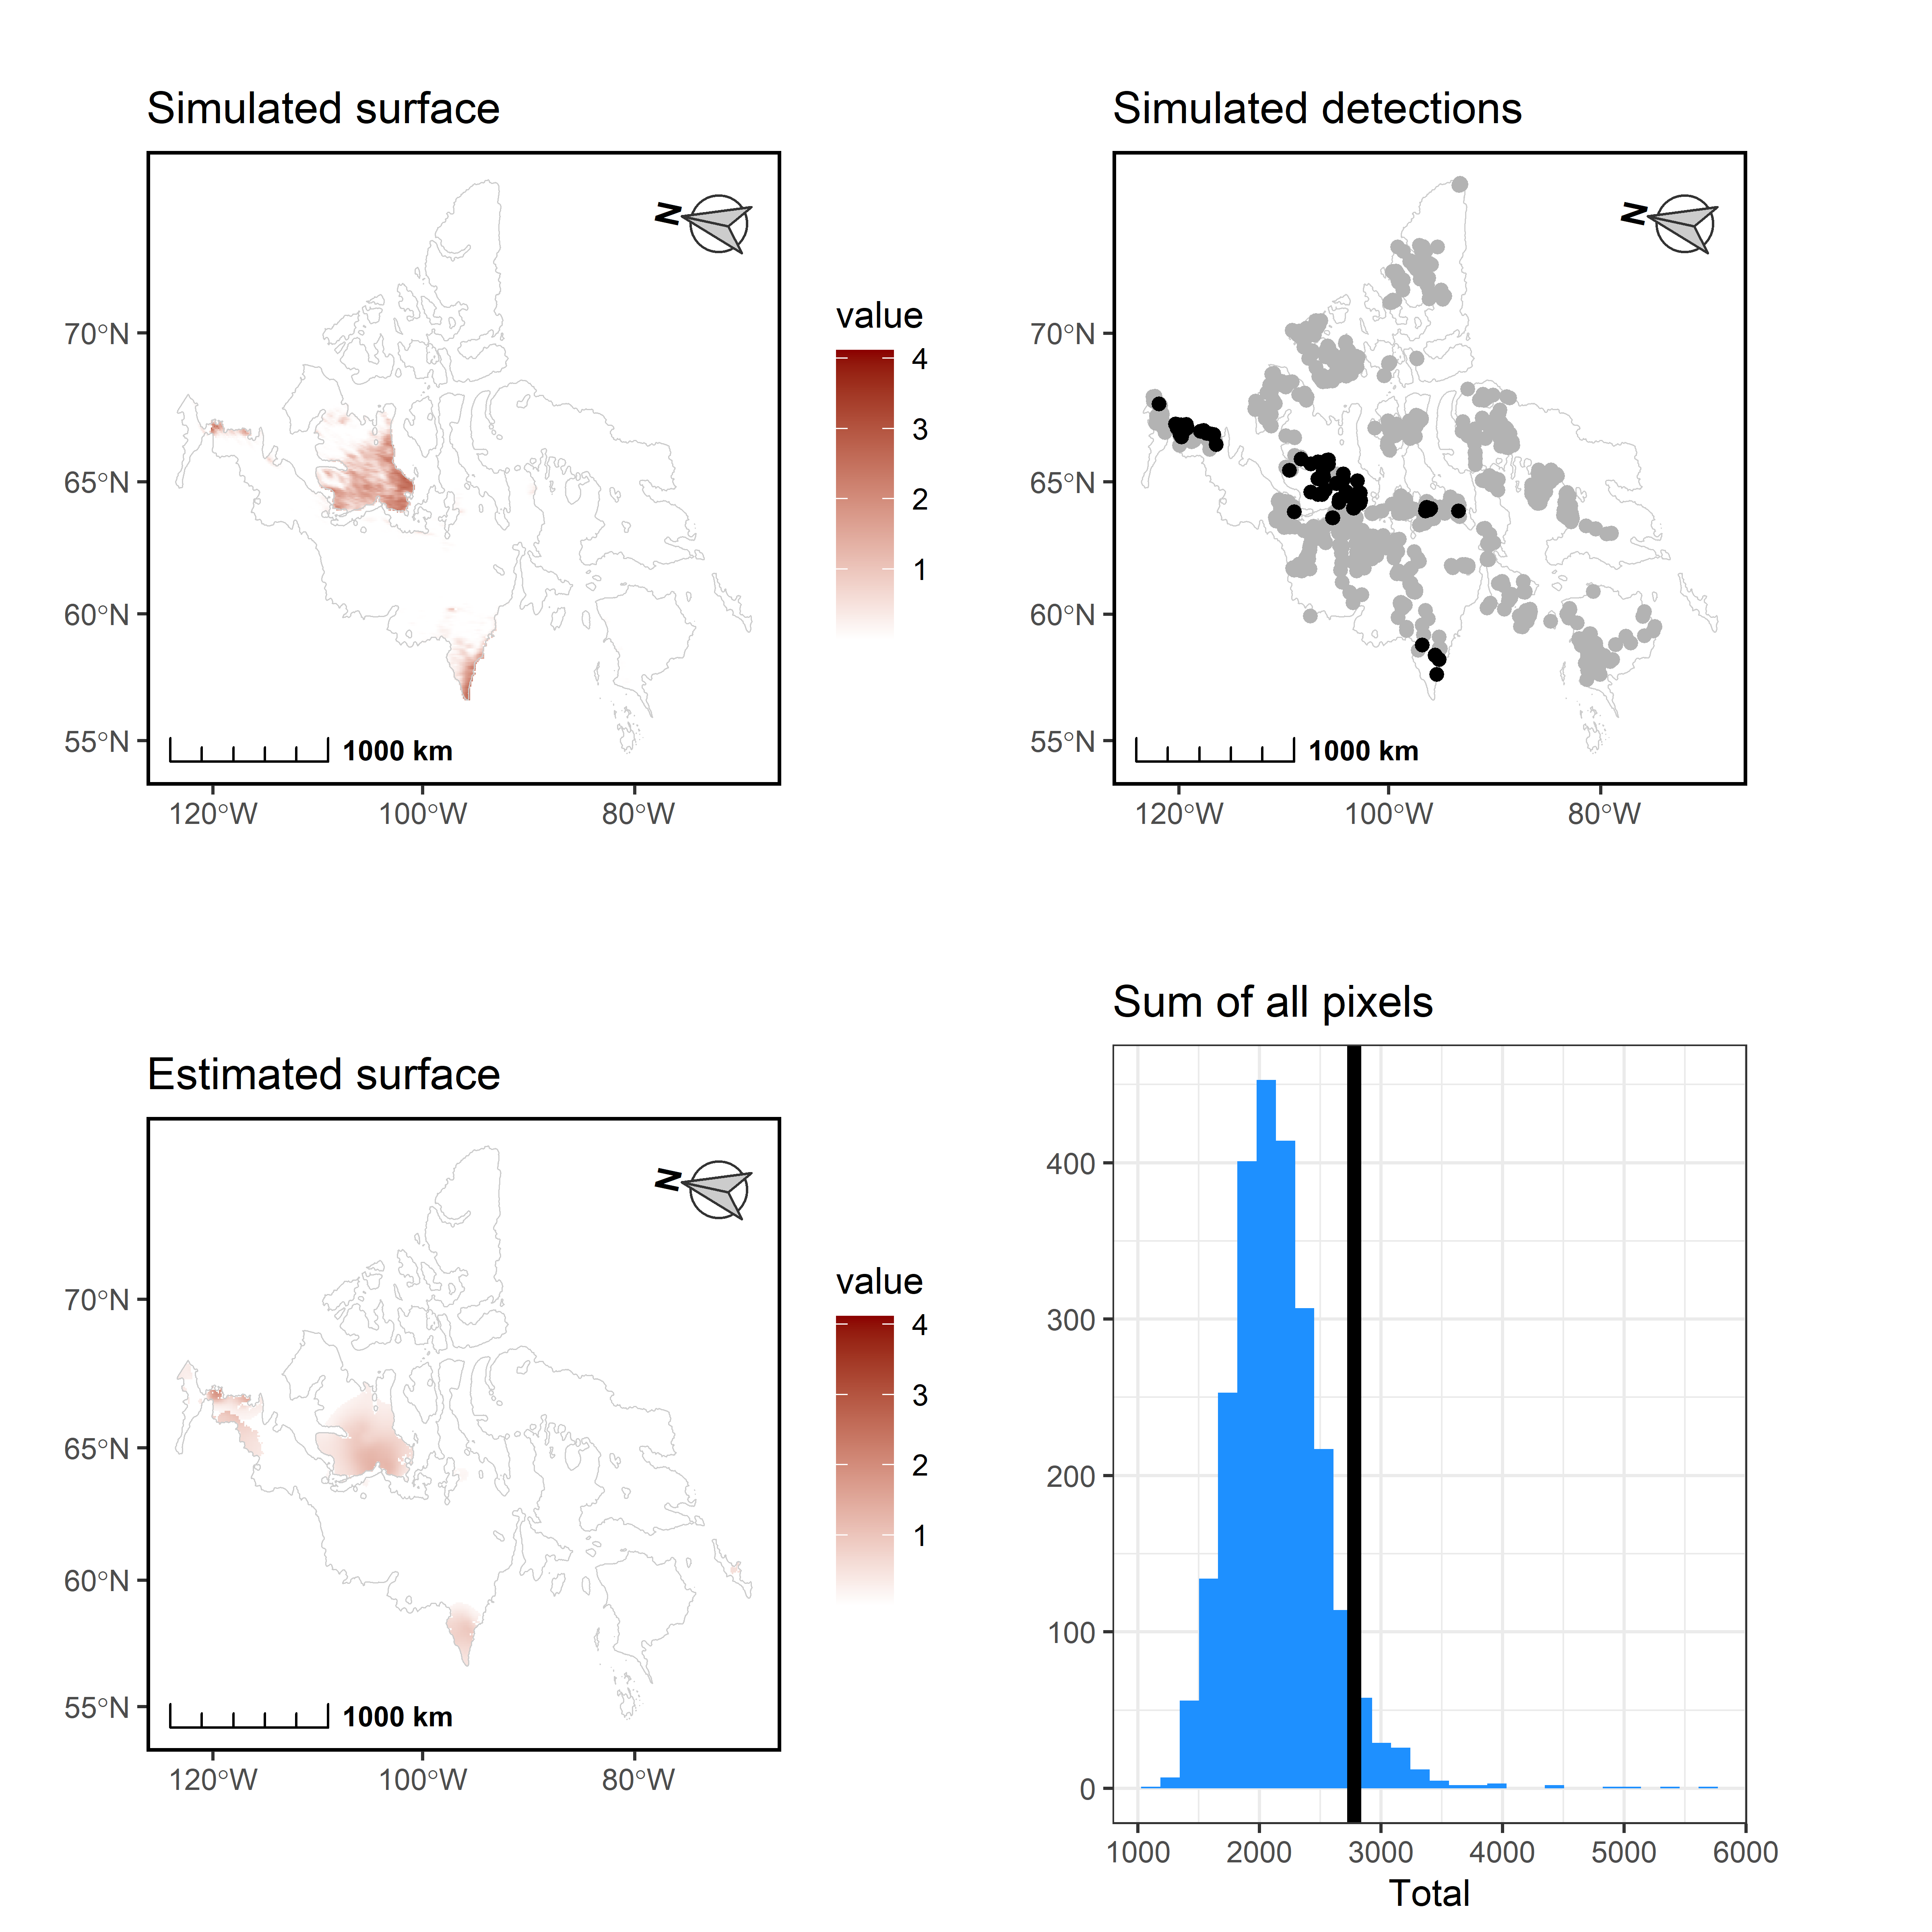 Simulated surface
N
70°N
65°N
60°N
55°N
1000 km
120°W 100°W 80°W
value
4
3
2
1
Simulated detections
N
70°N
65°N
60°N
55°N
1000 km
120°W 100°W 80°W
Estimated surface
N
70°N
65°N
60°N
55°N
1000 km
120°W 100°W 80°W
value
4
3
2
1
Sum of all pixels
400
300
200
100
0
1000 2000 3000 4000 5000 6000
Total